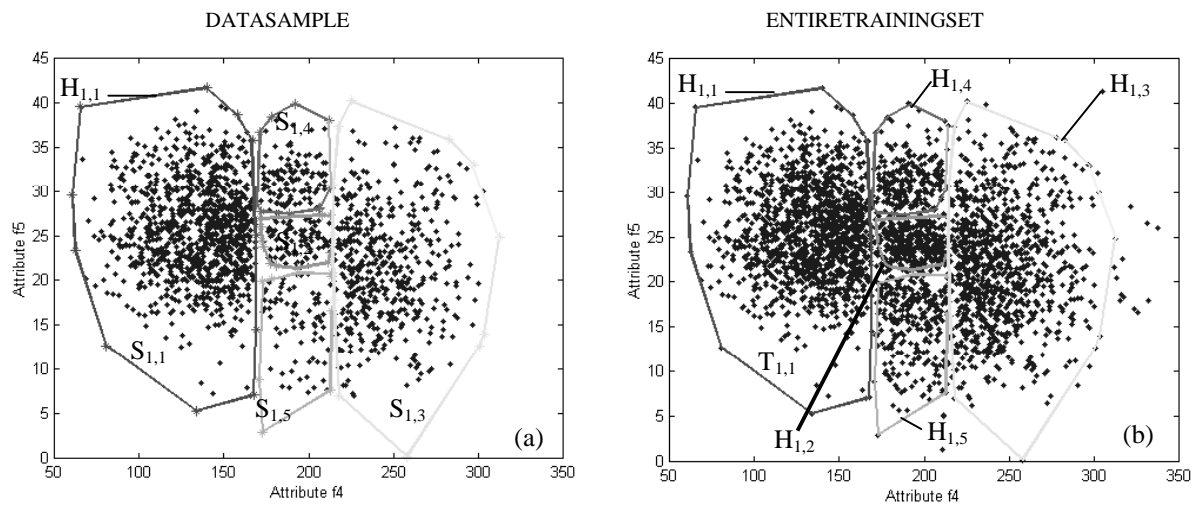 DATASAMPLE
45
40
35
30
25
20
15
10
5
0
50 100 150 200 250 300 350
Attribute f5
Attribute f4
H1,1
S1,4
S1,1
S1,5
S1,3
(a)
ENTIRETRAININGSET
45
40
35
30
25
20
15
10
5
0
50 100 150 200 250 300 350
Attribute f5
Attribute f4
H1,1
H1,4
H1,3
T1,1
H1,2
H1,5
(b)